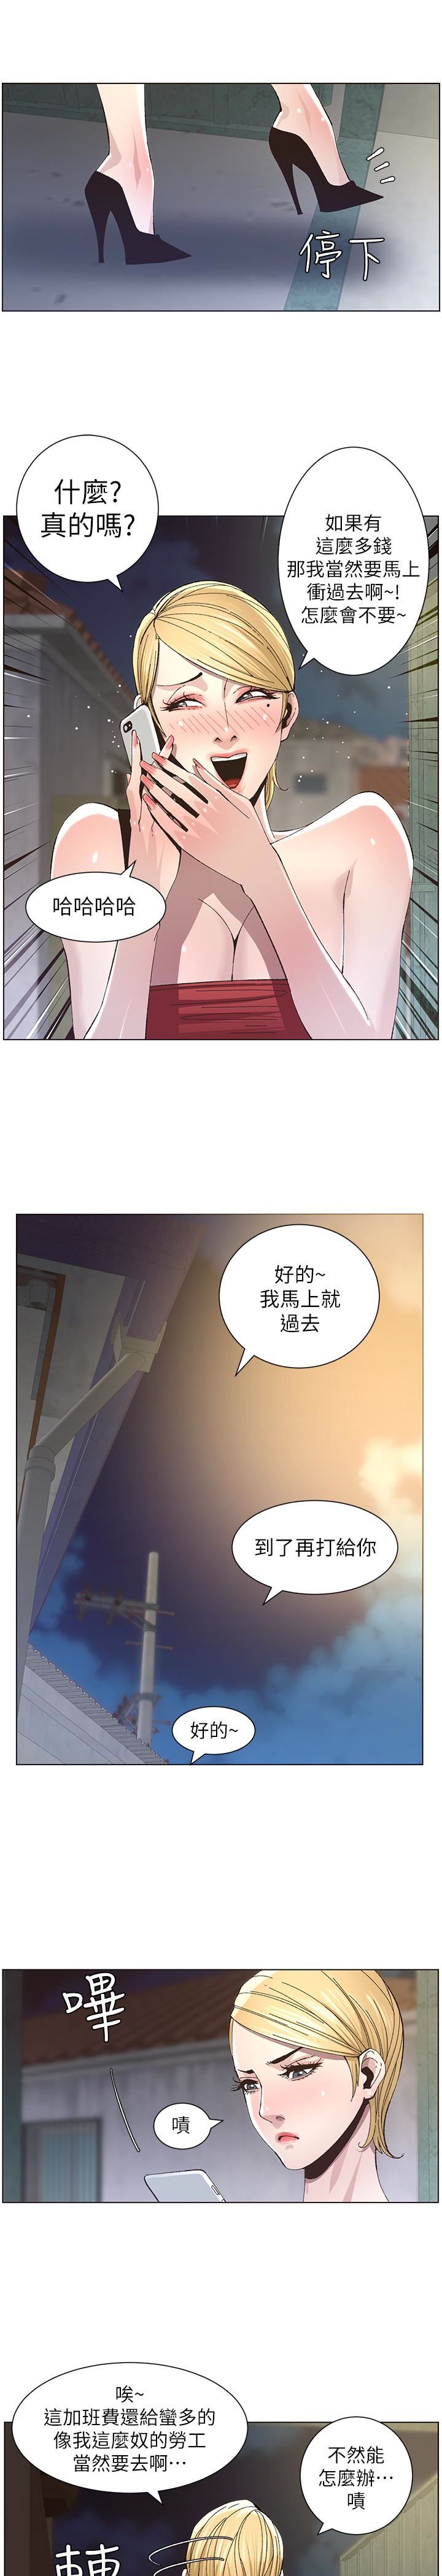 停下
什麼?
真的嗎?
如果有
這麼多錢
那我當然要馬上
衝過去啊~!
怎麼會不要~
哈哈哈哈
好的~
我馬上就
過去
到了再打給你
好的~
嗶
嘖
唉~
這加班費還給蠻多的
像我這麼奴的勞工
當然要去啊…
不然能
怎麼辦…
嘖
轉